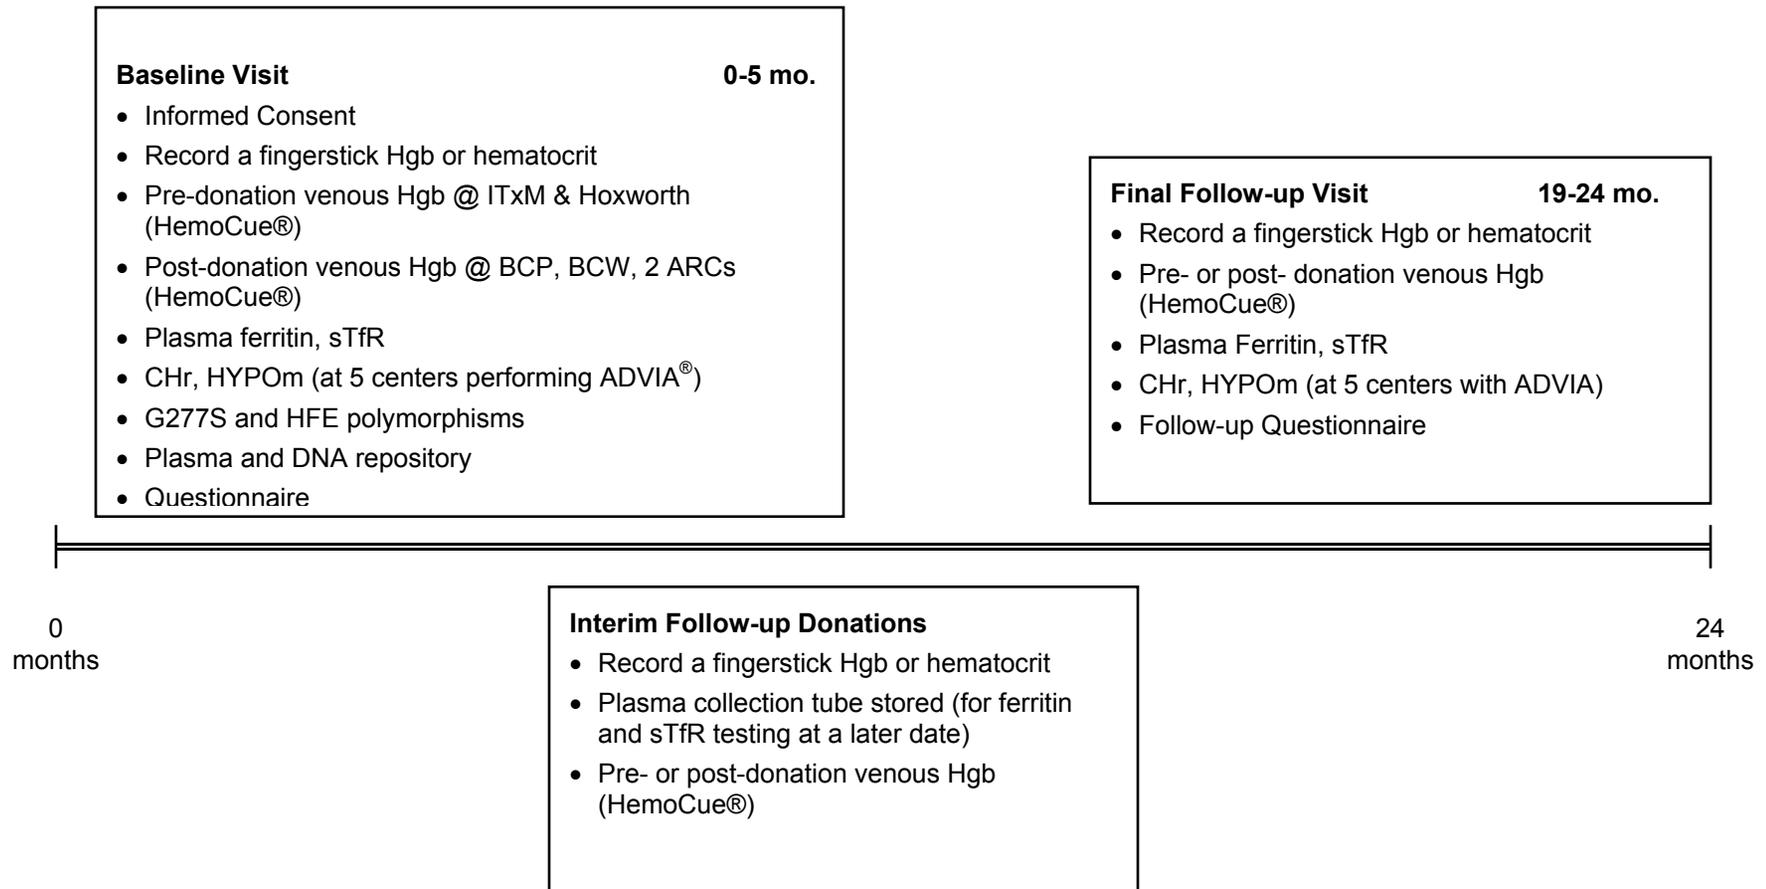 Baseline Visit 0-5 mo.
• Informed Consent
• Record a fingerstick Hgb or hematocrit
• Pre-donation venous Hgb @ ITxM & Hoxworth
(HemoCue®)
• Post-donation venous Hgb @ BCP, BCW, 2 ARCs
(HemoCue®)
• Plasma ferritin, sTfR
• CHr, HYPOm (at 5 centers performing ADVIA®)
• G277S and HFE polymorphisms
• Plasma and DNA repository
• Questionnaire
Final Follow-up Visit 19-24 mo.
• Record a fingerstick Hgb or hematocrit
• Pre- or post- donation venous Hgb
(HemoCue®)
• Plasma Ferritin, sTfR
• CHr, HYPOm (at 5 centers with ADVIA)
• Follow-up Questionnaire
0
months
Interim Follow-up Donations
• Record a fingerstick Hgb or hematocrit
• Plasma collection tube stored (for ferritin
and sTfR testing at a later date)
• Pre- or post-donation venous Hgb
(HemoCue®)
24
months